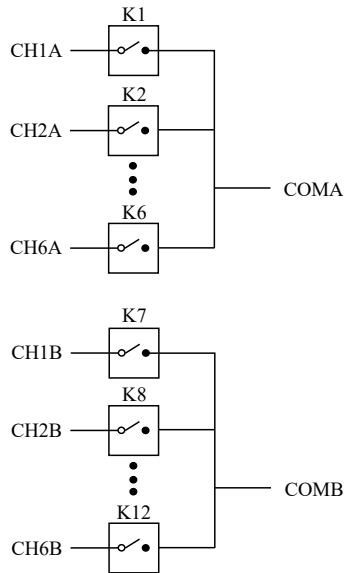 K1
CH1A
K2
CH2A
COMA
K6
CH6A
K7
CH1B
K8
CH2B
COMB
K12
CH6B